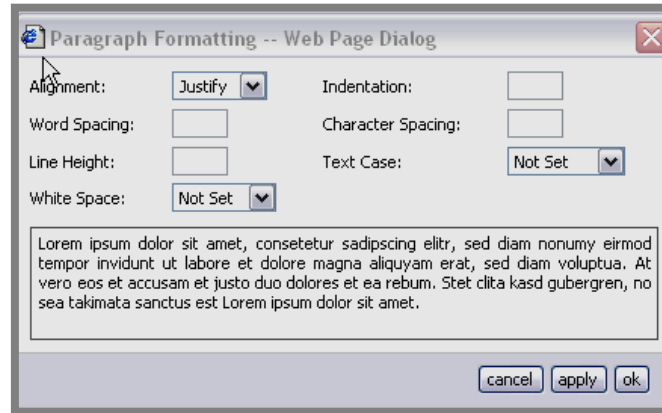 Paragraph Formatting -- Web Page Dialog
Alignment: Justify Indentation:
Word Spacing: Character Spacing:
Line Height: Text Case: Not Set
White Space: Not Set
Lorem ipsum dolor sit amet, consetetur sadipscing elitr, sed diam nonumy eirmod
tempor invidunt ut labore et dolore magna aliquyam erat, sed diam voluptua. At
vero eos et accusam et justo duo dolores et ea rebum. Stet clita kasd gubergren, no
sea takimata sanctus est Lorem ipsum dolor sit amet.
cancel apply ok